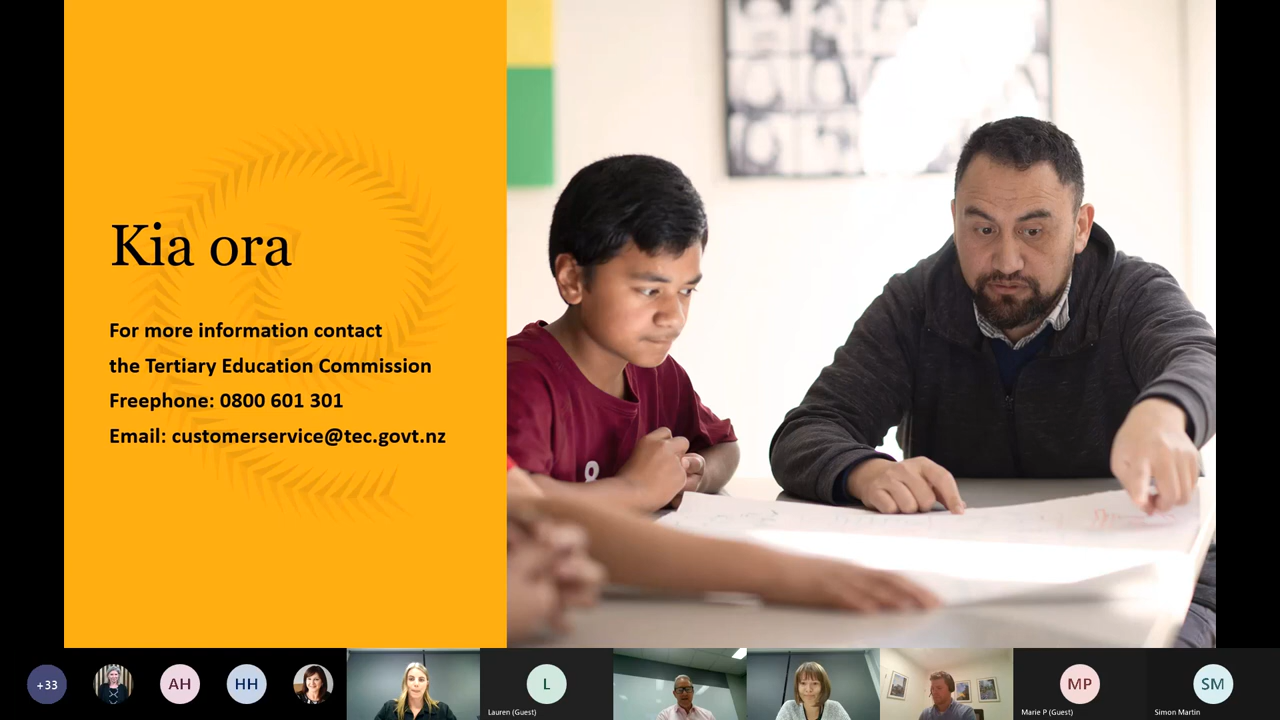 Kia ora
For more information contact
the Tertiary Education Commission
Freephone: 0800 601 301
Email: customerservice@tec.govt.nz
+33
AH
HH
L
Lauren (Guest)
MP
Marie P (Guest)
SM
Simon Martin